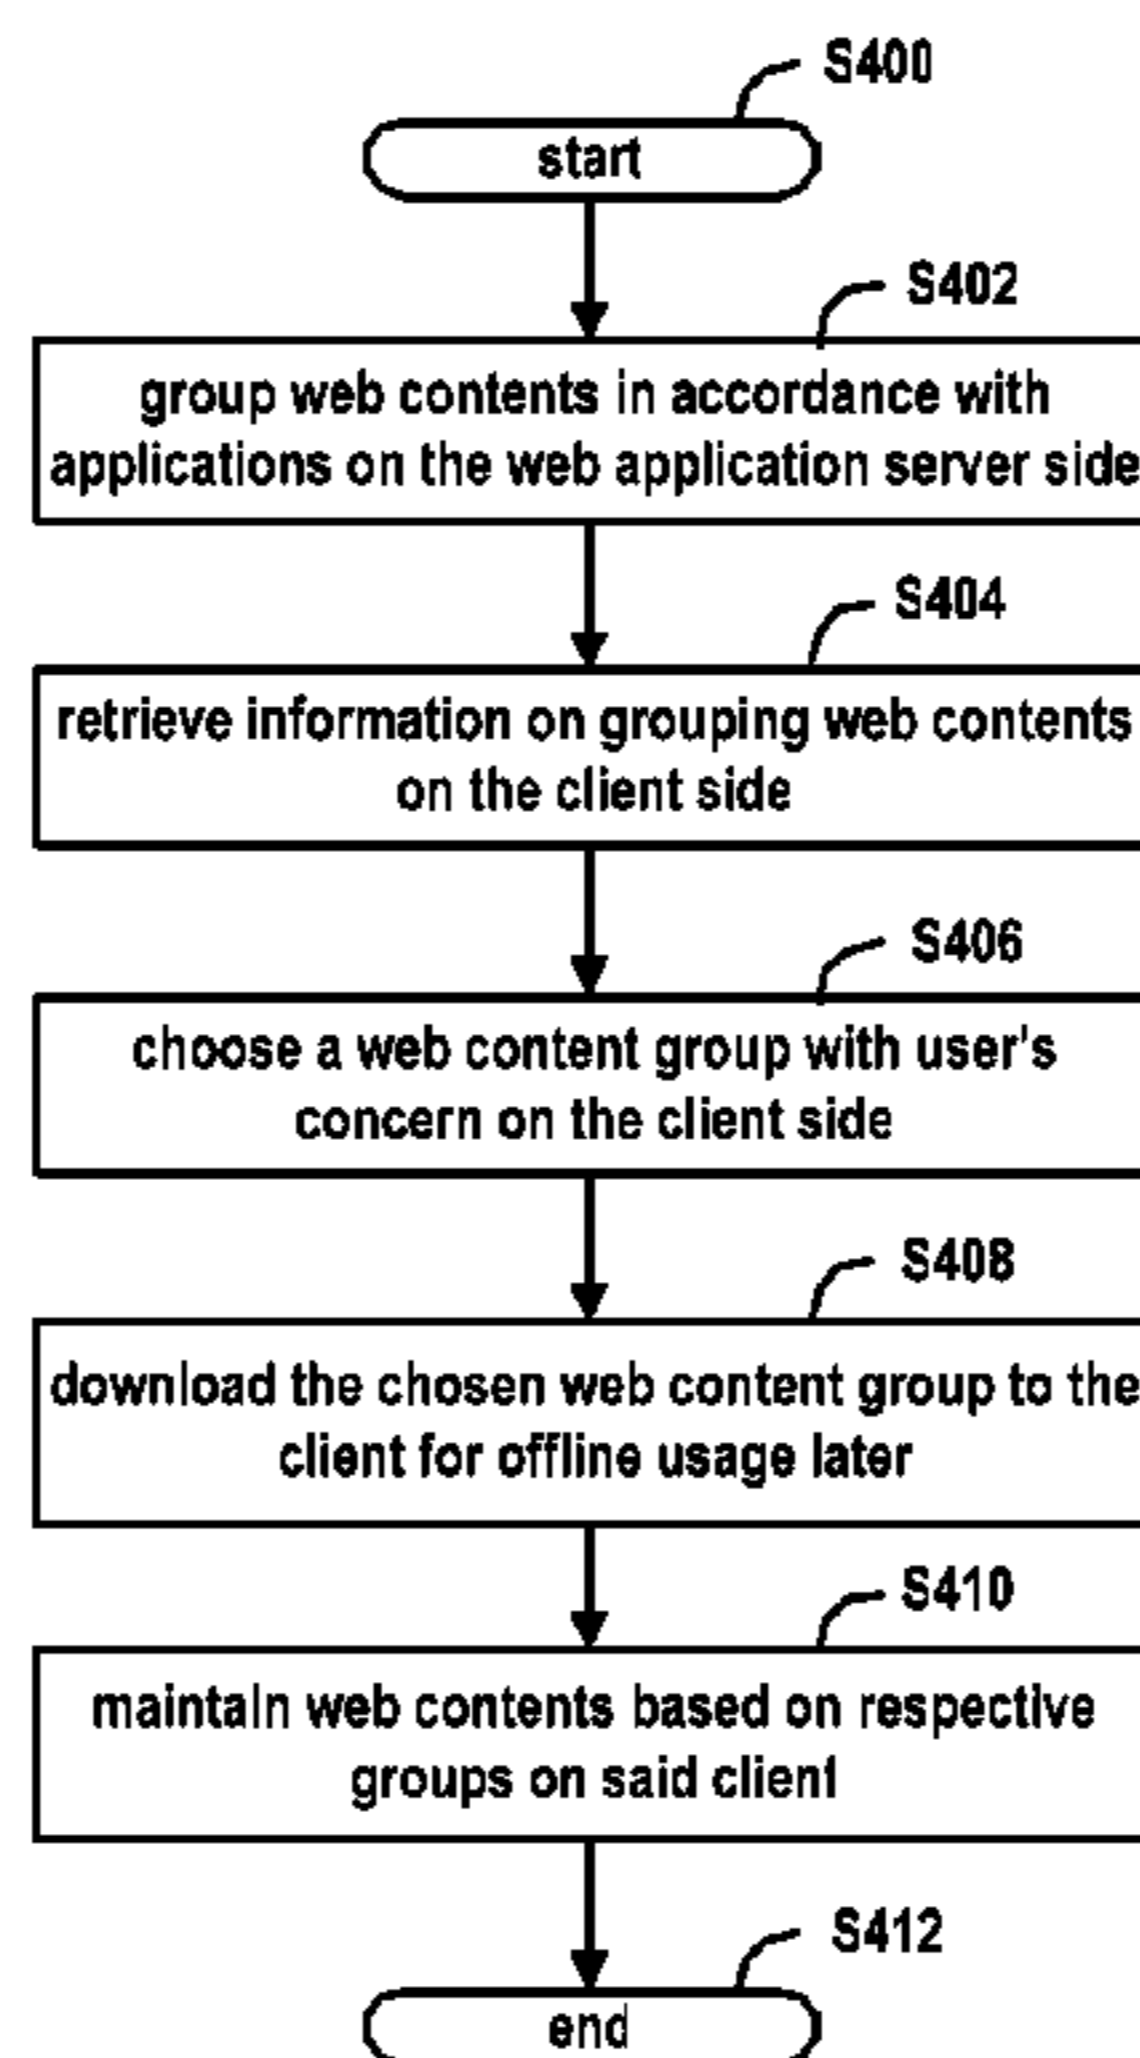 S400
start
S402
group web contents in accordance with
applications on the web application server side
S404
retrieve information on grouping web contents
on the client side
S406
choose a web content group with user's
concern on the client side
S408
download the chosen web content group to the
client for offline usage later
S410
maintain web contents based on respective
groups on said client
S412
end